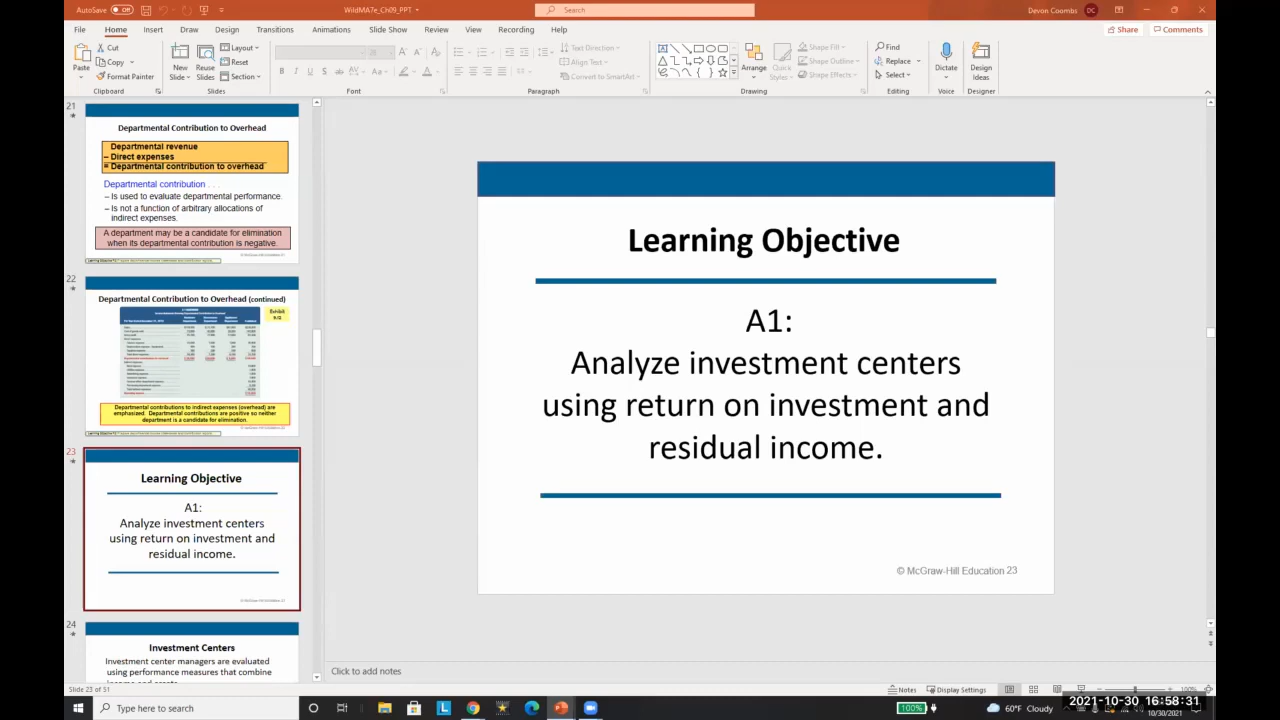 AutoSave Off WildMA7e_Ch09_PPT Search Devon Coombs DC
File Home Insert Draw Design Transitions Animations Slide Show Review View Recording Help Share Comments
Paste Cut Copy Format Painter Clipboard
New Slide Reuse Slides Layout Reset Section Slides
Font
Text Direction Align Text Convert to SmartArt Paragraph
Arrange Quick Styles Shape Fill Shape Outline Shape Effects Drawing
Find Replace Select Editing
Dictate Voice
Design Ideas Designer
21
Departmental Contribution to Overhead
Departmental revenue
– Direct expenses
= Departmental contribution to overhead
Departmental contribution . . .
– Is used to evaluate departmental performance.
– Is not a function of arbitrary allocations of
indirect expenses.
A department may be a candidate for elimination
when its departmental contribution is negative.
22
Departmental Contribution to Overhead (continued)
Exhibit
Departmental contributions to indirect expenses (overhead) are
emphasized. Departmental contributions are positive so neither
department is a candidate for elimination.
23
Learning Objective
A1:
Analyze investment centers
using return on investment and
residual income.
24
Investment Centers
Investment center managers are evaluated
using performance measures that combine
Learning Objective
A1:
Analyze investment centers
using return on investment and
residual income.
© McGraw-Hill Education 23
Click to add notes
Slide 23 of 51 Notes Display Settings 100%
Type here to search 100% 60°F Cloudy
2021-10-30 16:58:31
10/30/2021